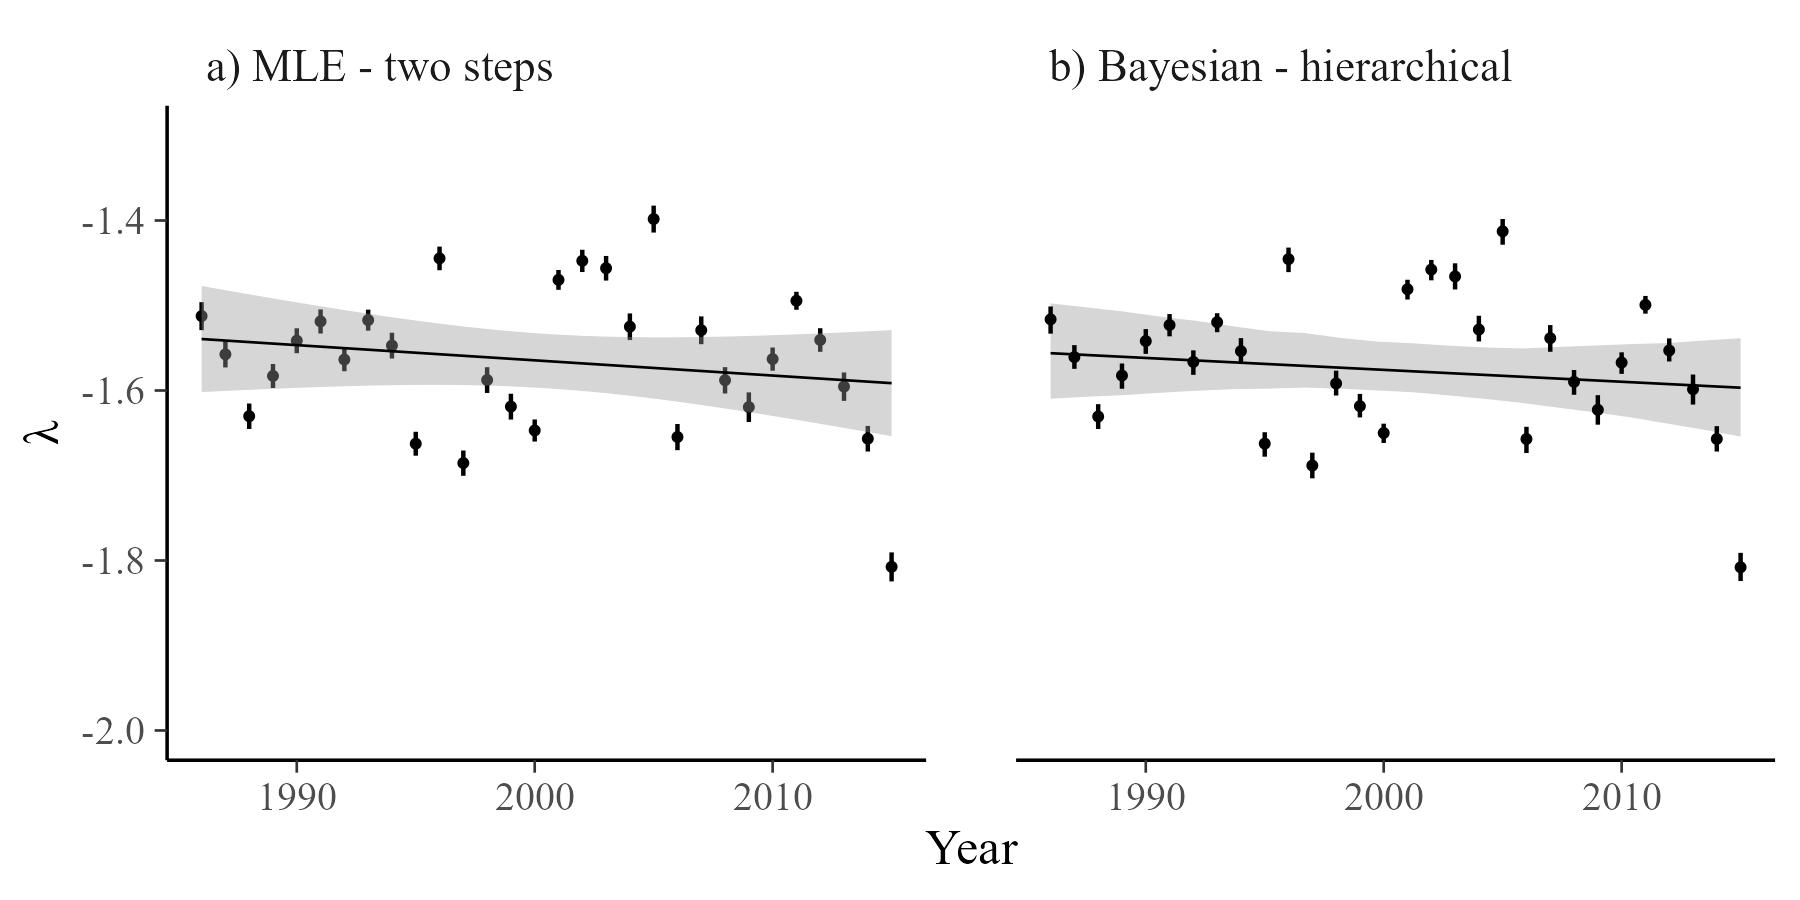 a) MLE - two steps
b) Bayesian - hierarchical
-1.4
-1.6
-1.8
-2.0
λ
1990 2000 2010
1990 2000 2010
Year